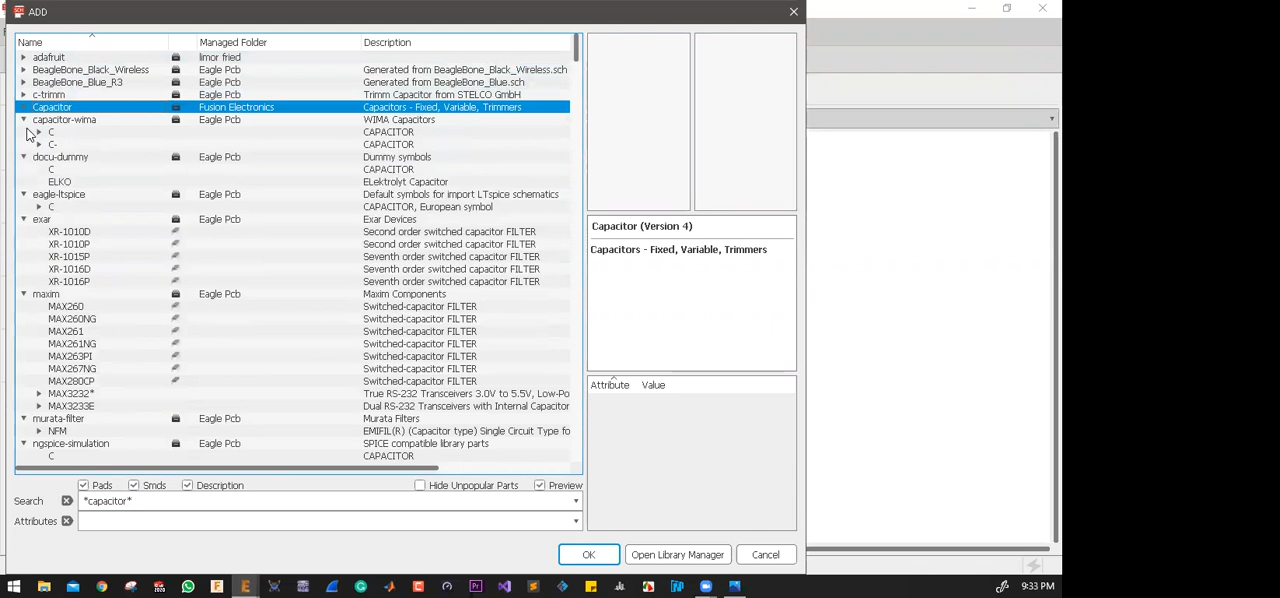 ADD
Name Managed Folder Description
adafruit limor fried
BeagleBone_Black_Wireless Eagle Pcb Generated from BeagleBone_Black_Wireless.sch
BeagleBone_Blue_R3 Eagle Pcb Generated from BeagleBone_Blue.sch
c-trimm Eagle Pcb Trimm Capacitor from STELCO GmbH
Capacitor Fusion Electronics Capacitors - Fixed, Variable, Trimmers
capacitor-wima Eagle Pcb WIMA Capacitors
C CAPACITOR
C- CAPACITOR
docu-dummy Eagle Pcb Dummy symbols
C CAPACITOR
ELKO ELektrolyt Capacitor
eagle-ltspice Eagle Pcb Default symbols for import LTspice schematics
C CAPACITOR, European symbol
exar Eagle Pcb Exar Devices
XR-1010D Second order switched capacitor FILTER
XR-1010P Second order switched capacitor FILTER
XR-1015P Seventh order switched capacitor FILTER
XR-1016D Seventh order switched capacitor FILTER
XR-1016P Seventh order switched capacitor FILTER
maxim Eagle Pcb Maxim Components
MAX260 Switched-capacitor FILTER
MAX260NG Switched-capacitor FILTER
MAX261 Switched-capacitor FILTER
MAX261NG Switched-capacitor FILTER
MAX263PI Switched-capacitor FILTER
MAX267NG Switched-capacitor FILTER
MAX280CP Switched-capacitor FILTER
MAX3232* True RS-232 Transceivers 3.0V to 5.5V, Low-Po
MAX3233E Dual RS-232 Transceivers with Internal Capacitor
murata-filter Eagle Pcb Murata Filters
NFM EMIFIL(R) (Capacitor type) Single Circuit Type fo
ngspice-simulation Eagle Pcb SPICE compatible library parts
C CAPACITOR
Capacitor (Version 4)
Capacitors - Fixed, Variable, Trimmers
Attribute Value
Pads Smds Description Hide Unpopular Parts Preview
Search *capacitor*
Attributes
OK Open Library Manager Cancel
9:33 PM